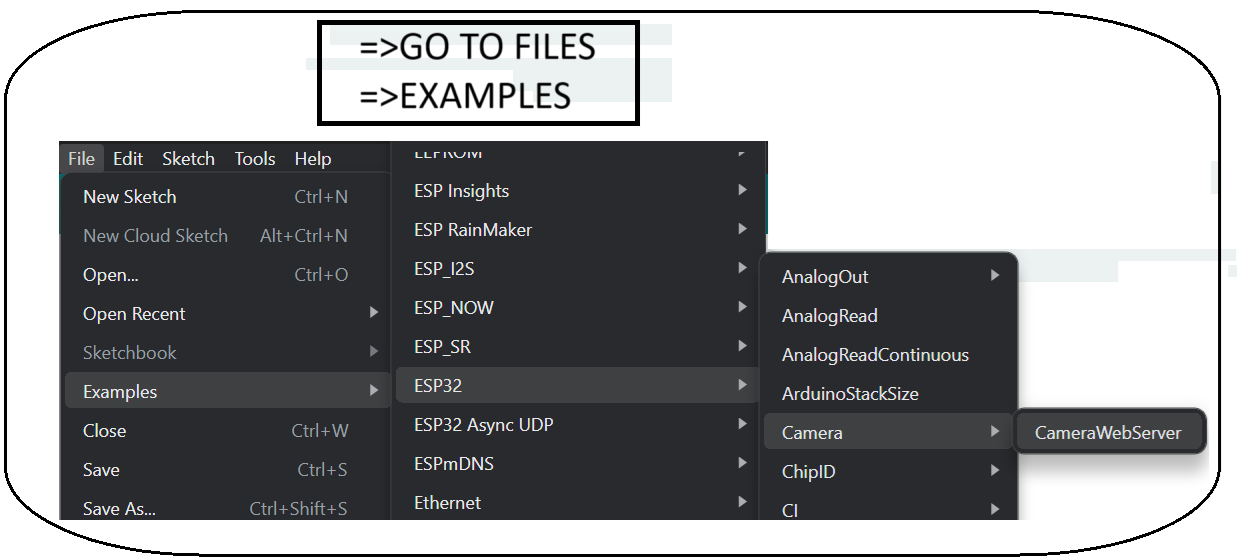 =>GO TO FILES
=>EXAMPLES
File Edit Sketch Tools Help
New Sketch Ctrl+N
New Cloud Sketch Alt+Ctrl+N
Open... Ctrl+O
Open Recent
Sketchbook
Examples
Close Ctrl+W
Save Ctrl+S
Save As... Ctrl+Shift+S
EEPROM
ESP Insights
ESP RainMaker
ESP_I2S
ESP_NOW
ESP_SR
ESP32
ESP32 Async UDP
ESPmDNS
Ethernet
AnalogOut
AnalogRead
AnalogReadContinuous
ArduinoStackSize
Camera
ChipID
CI
CameraWebServer